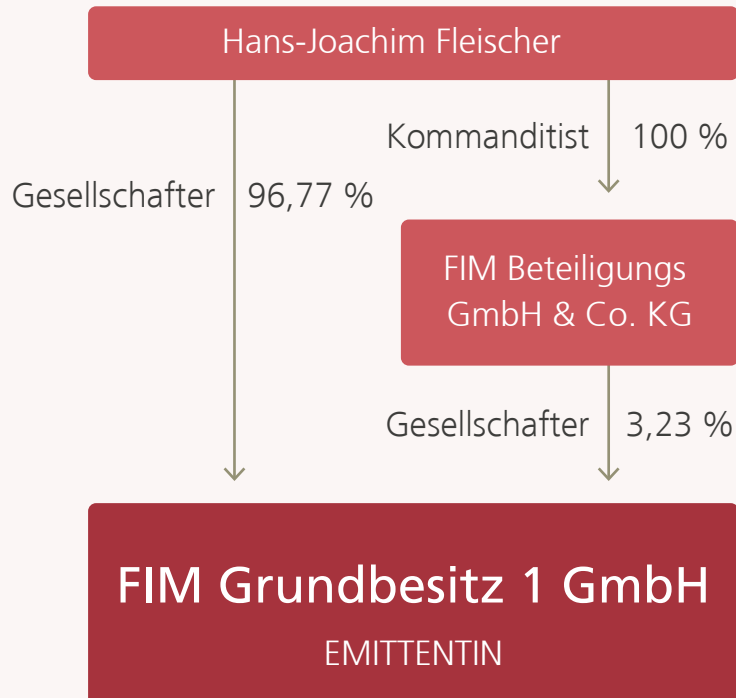 Hans-Joachim Fleischer
Kommanditist 100 %
Gesellschafter 96,77 %
FIM Beteiligungs
GmbH & Co. KG
Gesellschafter 3,23 %
FIM Grundbesitz 1 GmbH
EMITTENTIN